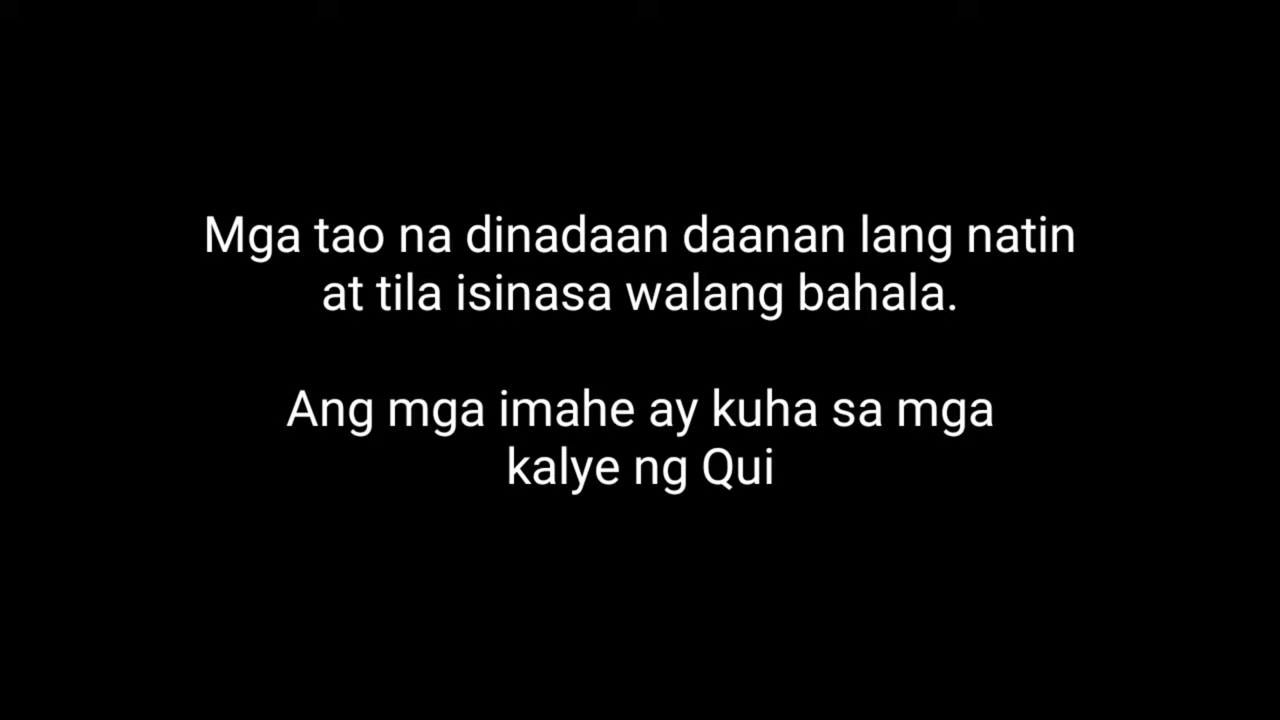 Mga tao na dinadaan daanan lang natin
at tila isinasa walang bahala.
Ang mga imahe ay kuha sa mga
kalye ng Qui